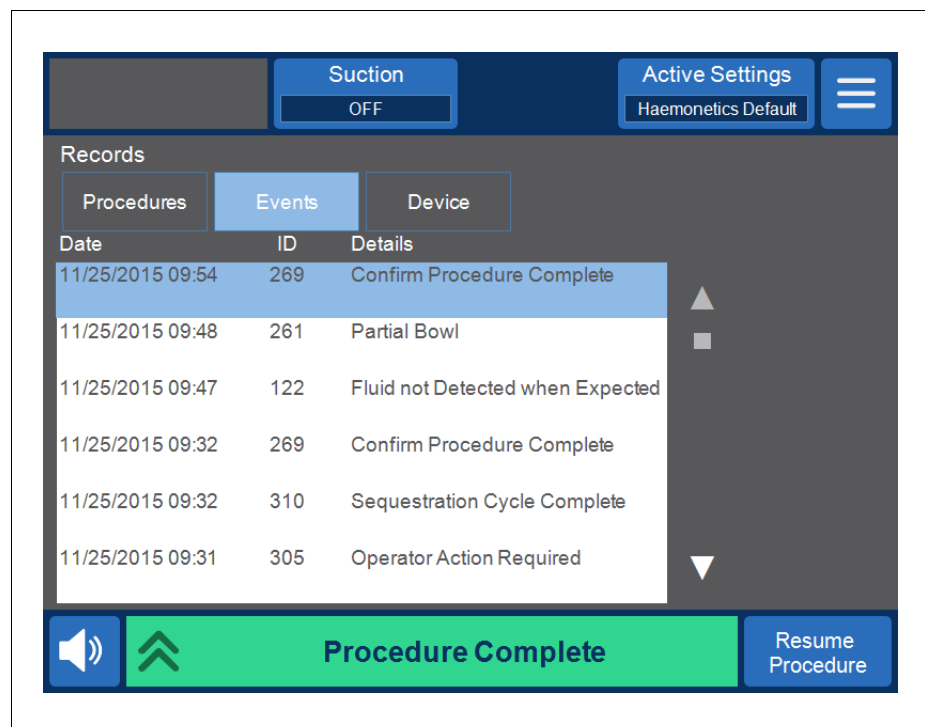 Suction
OFF
Active Settings
Haemonetics Default
Records
Procedures Events Device
Date ID Details
11/25/2015 09:54 269 Confirm Procedure Complete
11/25/2015 09:48 261 Partial Bowl
11/25/2015 09:47 122 Fluid not Detected when Expected
11/25/2015 09:32 269 Confirm Procedure Complete
11/25/2015 09:32 310 Sequestration Cycle Complete
11/25/2015 09:31 305 Operator Action Required
Procedure Complete
Resume
Procedure